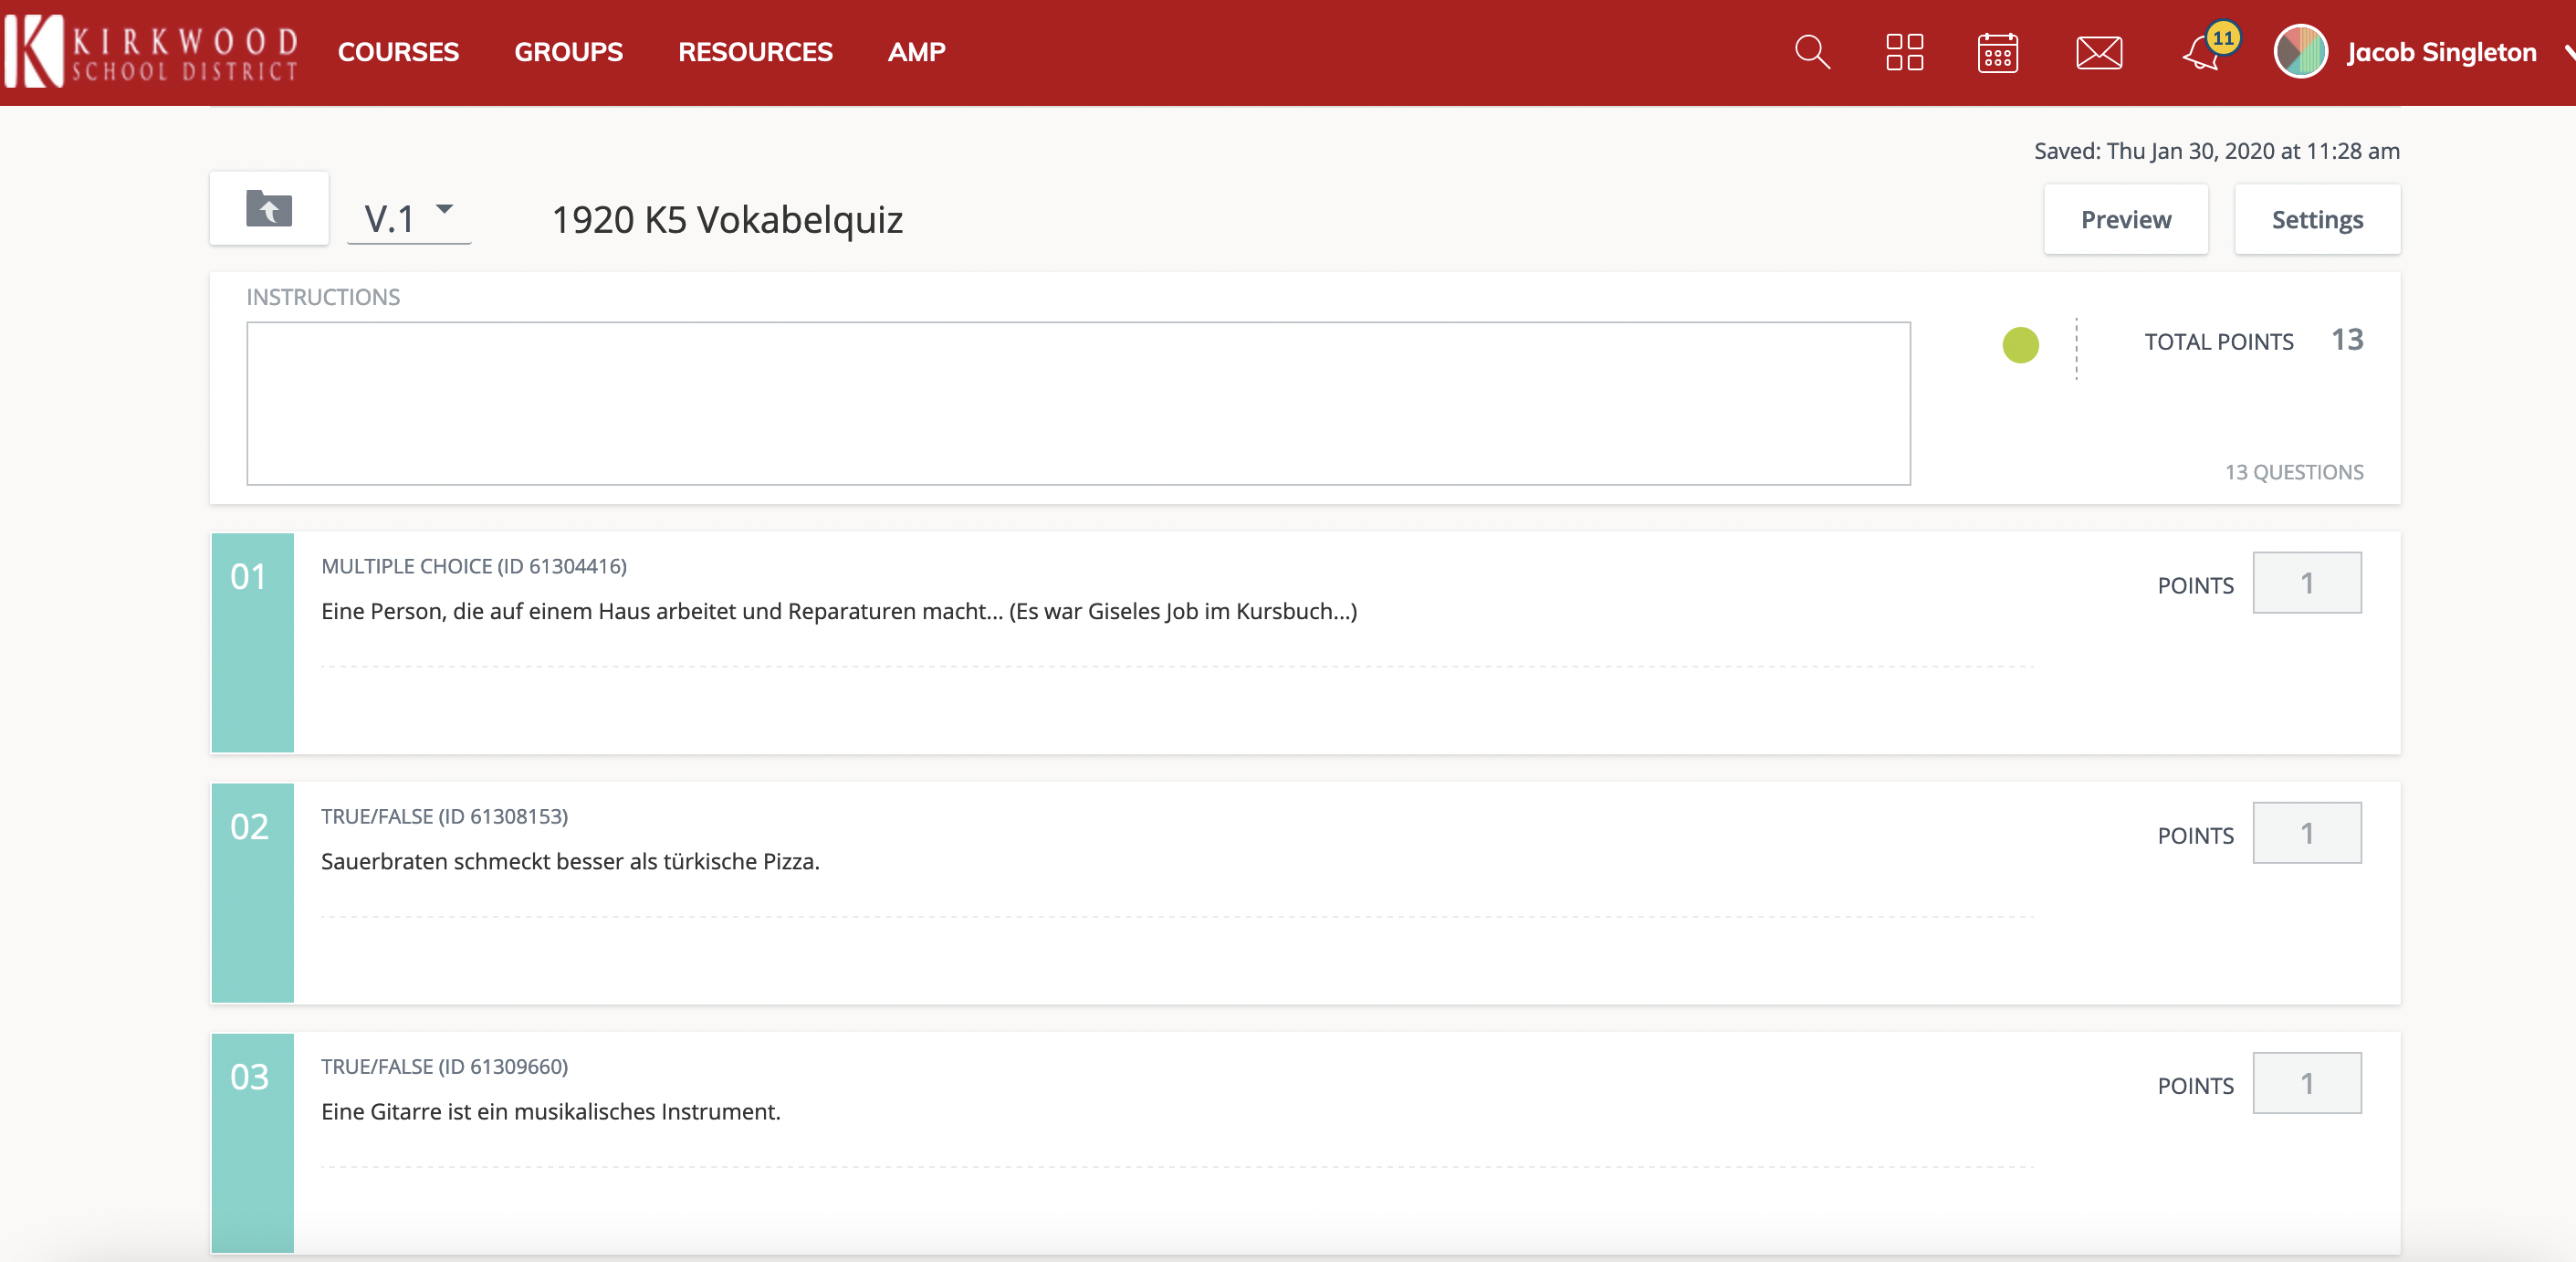 KIRKWOOD
SCHOOL DISTRICT
COURSES GROUPS RESOURCES AMP
11
Jacob Singleton
Saved: Thu Jan 30, 2020 at 11:28 am
V.1
1920 K5 Vokabelquiz
Preview
Settings
INSTRUCTIONS
TOTAL POINTS 13
13 QUESTIONS
01
MULTIPLE CHOICE (ID 61304416)
Eine Person, die auf einem Haus arbeitet und Reparaturen macht... (Es war Giseles Job im Kursbuch...)
POINTS 1
02
TRUE/FALSE (ID 61308153)
Sauerbraten schmeckt besser als türkische Pizza.
POINTS 1
03
TRUE/FALSE (ID 61309660)
Eine Gitarre ist ein musikalisches Instrument.
POINTS 1